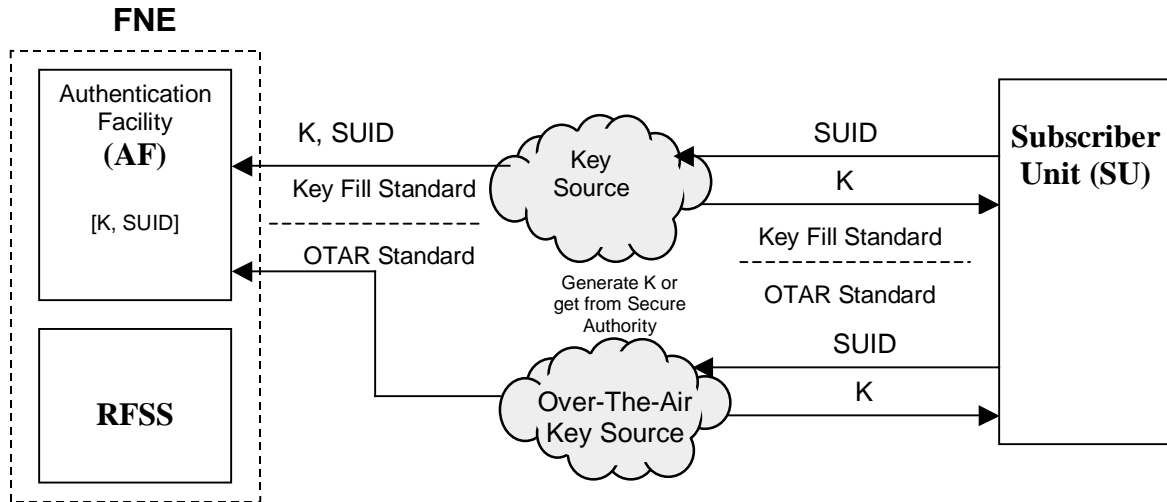 FNE
Authentication
Facility
(AF)
[K, SUID]
RFSS
K, SUID
Key Fill Standard
OTAR Standard
Key
Source
Generate K or
get from Secure
Authority
Over-The-Air
Key Source
SUID
K
Key Fill Standard
OTAR Standard
SUID
K
Subscriber
Unit (SU)